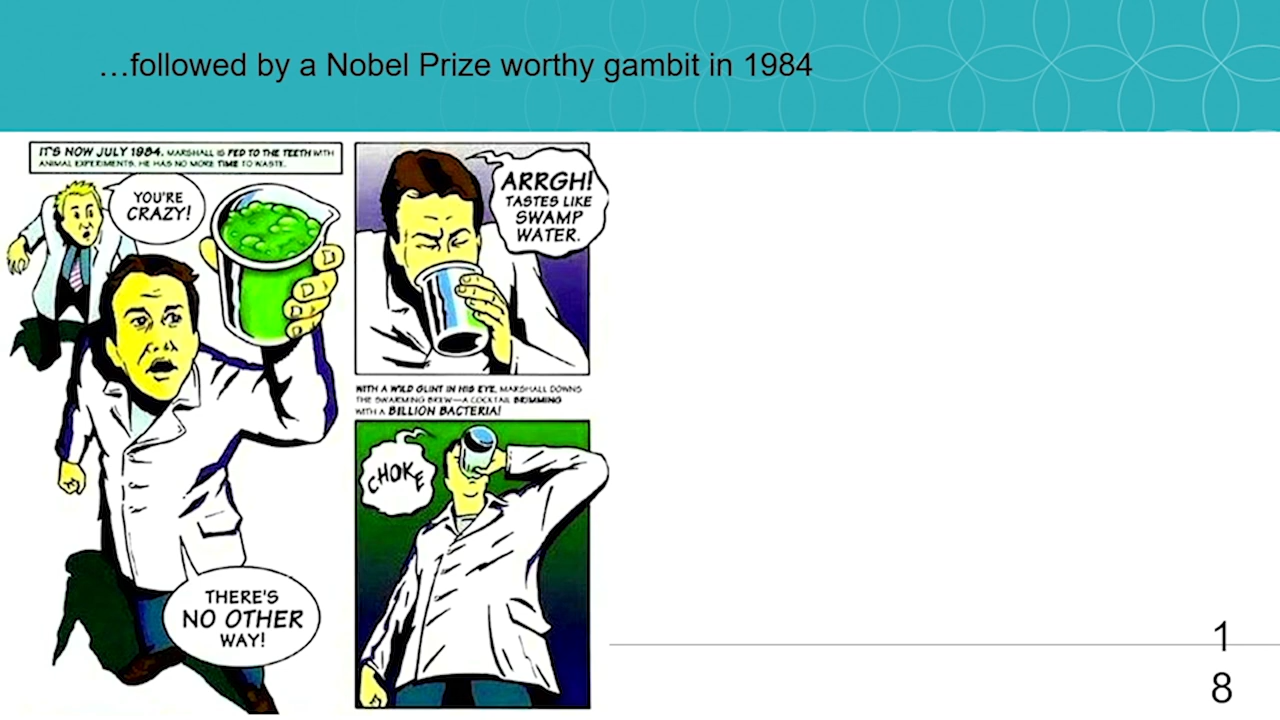 …followed by a Nobel Prize worthy gambit in 1984
IT'S NOW JULY 1984. MARSHALL IS FED TO THE TEETH WITH
ANIMAL EXPERIMENTS. HE HAS NO MORE TIME TO WASTE.
YOU'RE
CRAZY!
THERE'S
NO OTHER
WAY!
ARRGH!
TASTES LIKE
SWAMP
WATER.
WITH A WILD GLINT IN HIS EYE, MARSHALL DOWNS
THE SWARMING BREW—A COCKTAIL BRIMMING
WITH A BILLION BACTERIA!
CHOKE
1
8